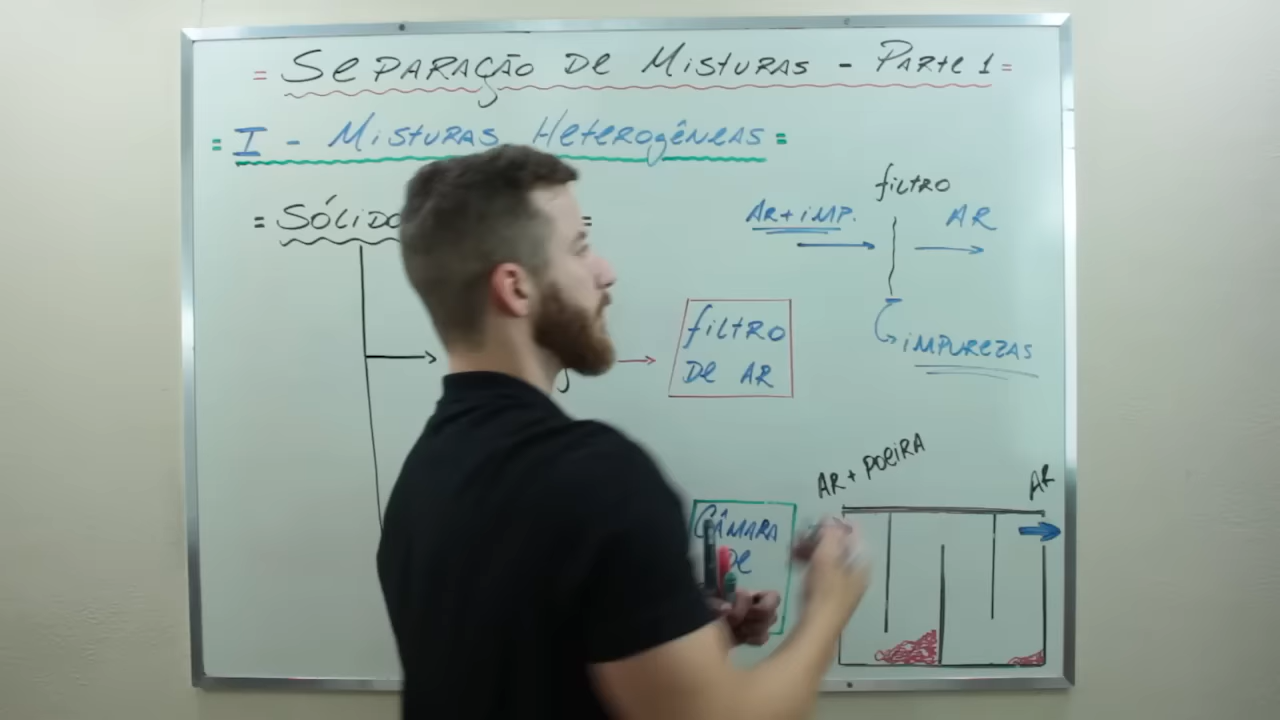 = Separação de Misturas - Parte 1 =
= I - Misturas Heterogêneas =
= Sólido
filtro
Ar + imp.
Ar
impurezas
filtro
de Ar
Ar + poeira
Ar
Câmara
de